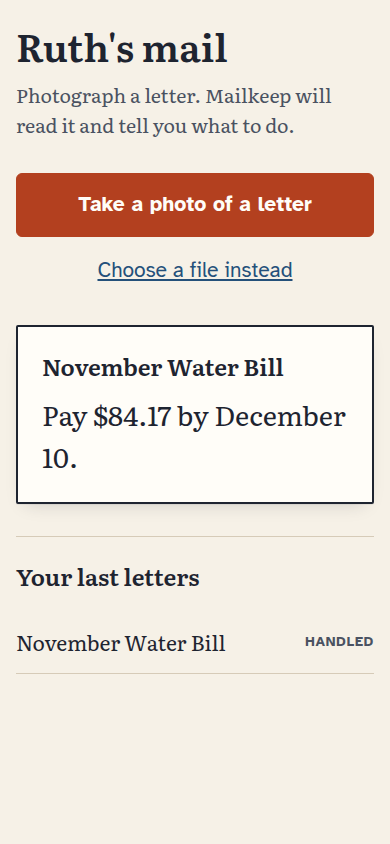 Ruth's mail
Photograph a letter. Mailkeep will
read it and tell you what to do.
Take a photo of a letter
Choose a file instead
November Water Bill
Pay $84.17 by December
10.
Your last letters
November Water Bill
HANDLED